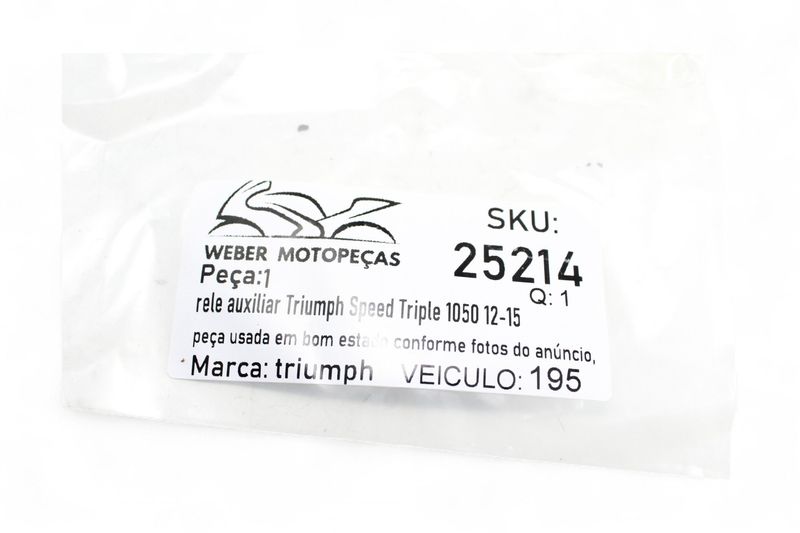 WEBER MOTOPEÇAS
SKU:
25214
Peça:1
Q: 1
rele auxiliar Triumph Speed Triple 1050 12-15
peça usada em bom estado conforme fotos do anúncio,
Marca: triumph VEICULO: 195